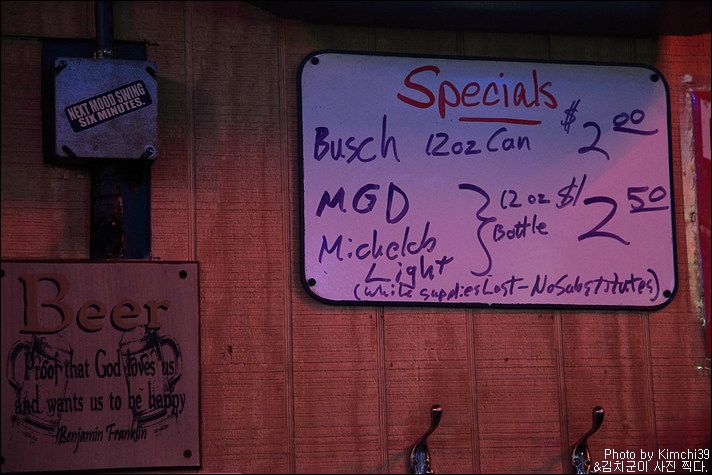 NEXT MOOD SWING
SIX MINUTES.
Specials
Busch 12oz Can $2.00
MGD
Michelob
Light
12 oz
Bottle
$2.50
(while supplies Last - No Substitutes)
Beer
Proof that God loves us
and wants us to be happy
Benjamin Franklin
Photo by Kimchi39
&김치군이 사진 찍다.